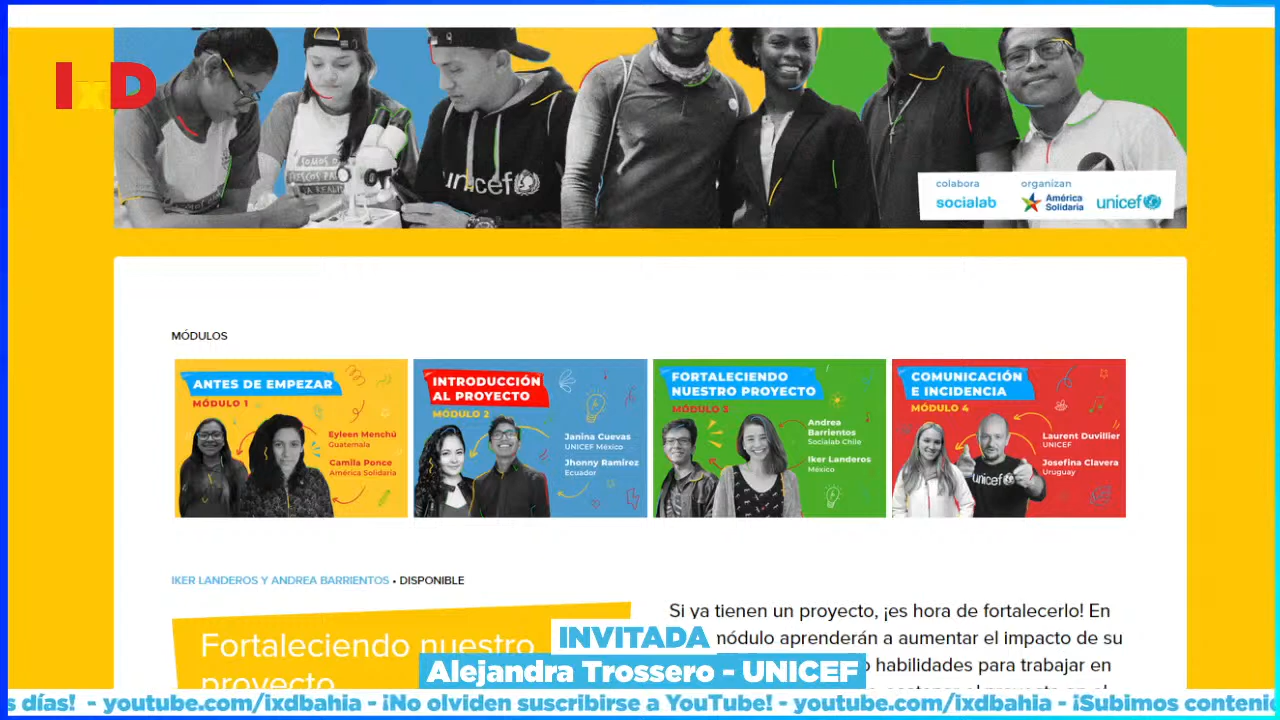 IxD
SOMOS
unicef
colabora
socialab
organizan
América
Solidaria
unicef
MÓDULOS
ANTES DE EMPEZAR
MÓDULO 1
Eyleen Menchú
Guatemala
Camila Ponce
América Solidaria
INTRODUCCIÓN
AL PROYECTO
MÓDULO 2
Janina Cuevas
UNICEF México
Jhonny Ramírez
Ecuador
FORTALECIENDO
NUESTRO PROYECTO
MÓDULO 3
Andrea
Barrientos
Socialab Chile
Iker Landeros
México
COMUNICACIÓN
E INCIDENCIA
MÓDULO 4
Laurent Duvillier
UNICEF
Josefina Clavera
Uruguay
unicef
IKER LANDEROS Y ANDREA BARRIENTOS • DISPONIBLE
Fortaleciendo nuestro
proyecto
Si ya tienen un proyecto, ¡es hora de fortalecerlo! En
módulo aprenderán a aumentar el impacto de su
habilidades para trabajar en
INVITADA
Alejandra Trossero - UNICEF
s días! - youtube.com/ixdbahia - ¡No olviden suscribirse a YouTube! - youtube.com/ixdbahia - ¡Subimos conteni